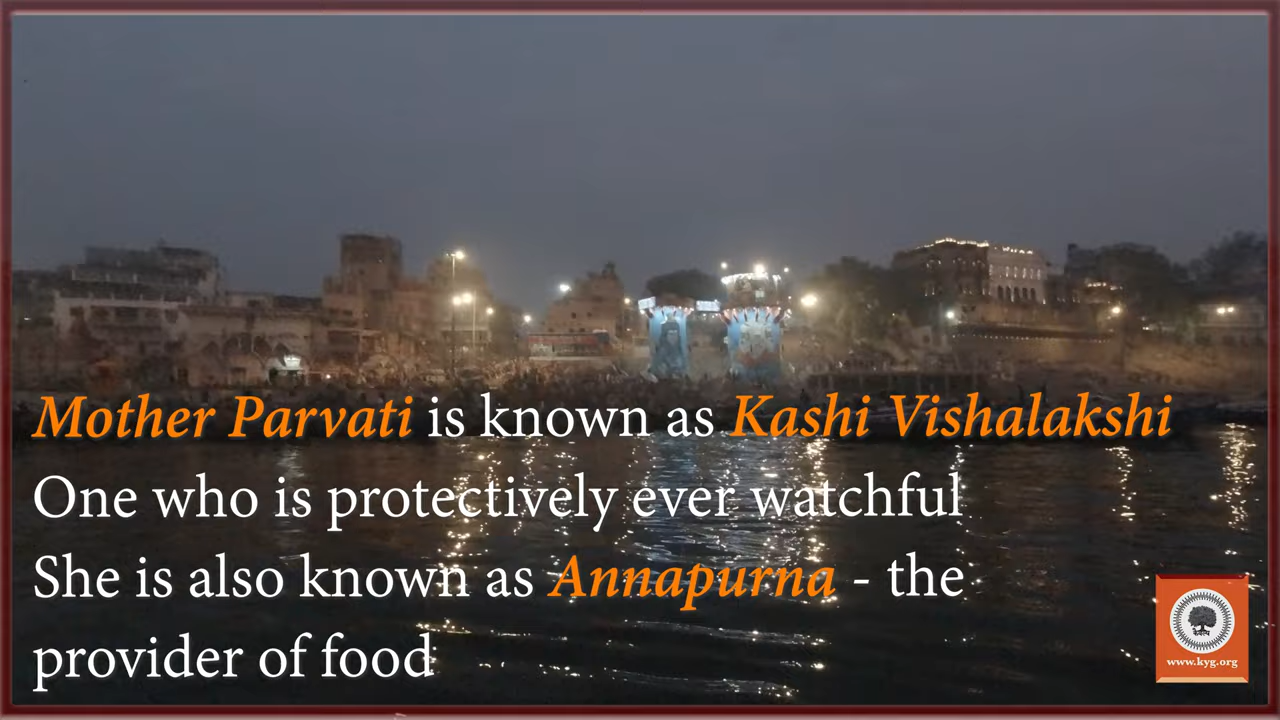 Mother Parvati is known as Kashi Vishalakshi
One who is protectively ever watchful
She is also known as Annapurna - the
provider of food
www.kyg.org